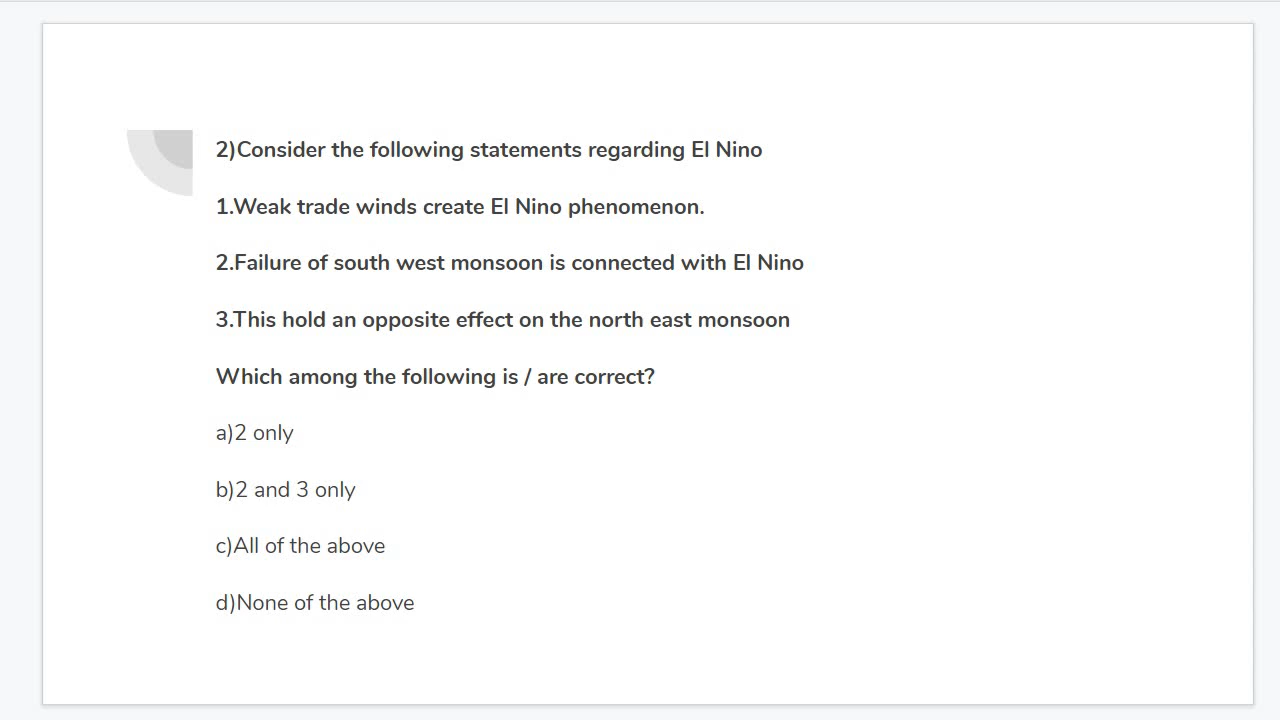 2)Consider the following statements regarding El Nino
1.Weak trade winds create El Nino phenomenon.
2.Failure of south west monsoon is connected with El Nino
3.This hold an opposite effect on the north east monsoon
Which among the following is / are correct?
a)2 only
b)2 and 3 only
c)All of the above
d)None of the above